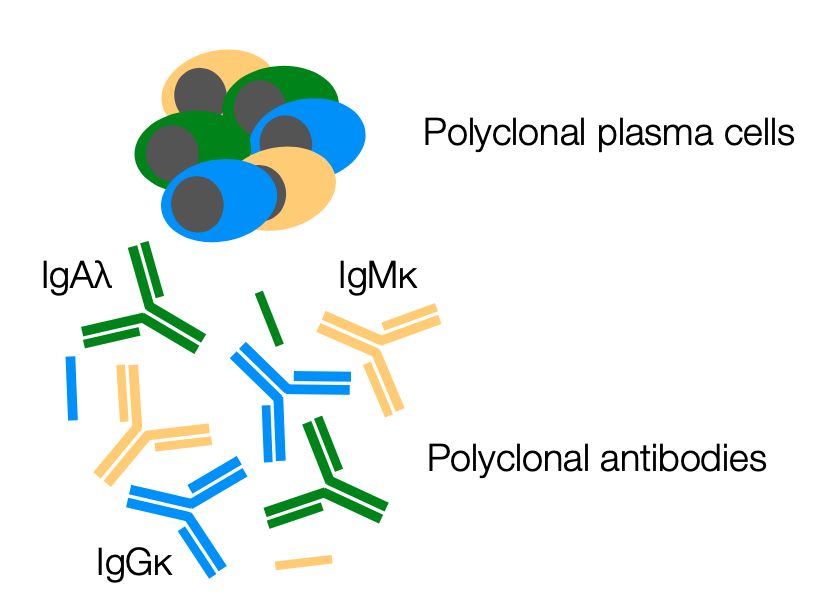 Polyclonal plasma cells
IgAλ
IgMκ
Polyclonal antibodies
IgGκ